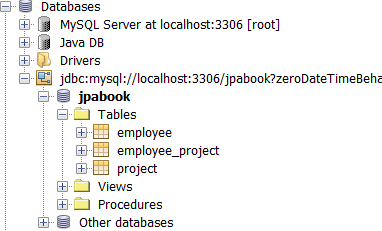 Databases
MySQL Server at localhost:3306 [root]
Java DB
Drivers
jdbc:mysql://localhost:3306/jpabook?zeroDateTimeBeha
jpabook
Tables
employee
employee_project
project
Views
Procedures
Other databases